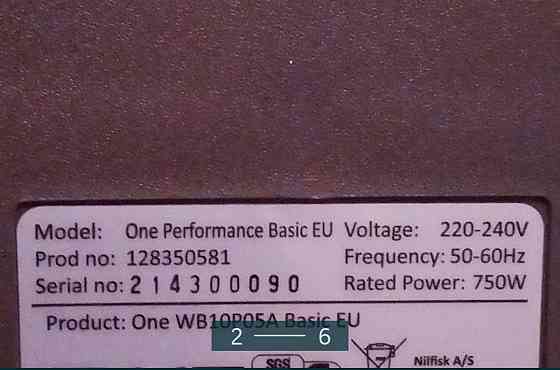 Model: One Performance Basic EU Voltage: 220-240V
Prod no: 128350581 Frequency: 50-60Hz
Serial no: 214300090 Rated Power: 750W
Product: One WB10P05A Basic EU
2 6
SGS Nilfisk A/S